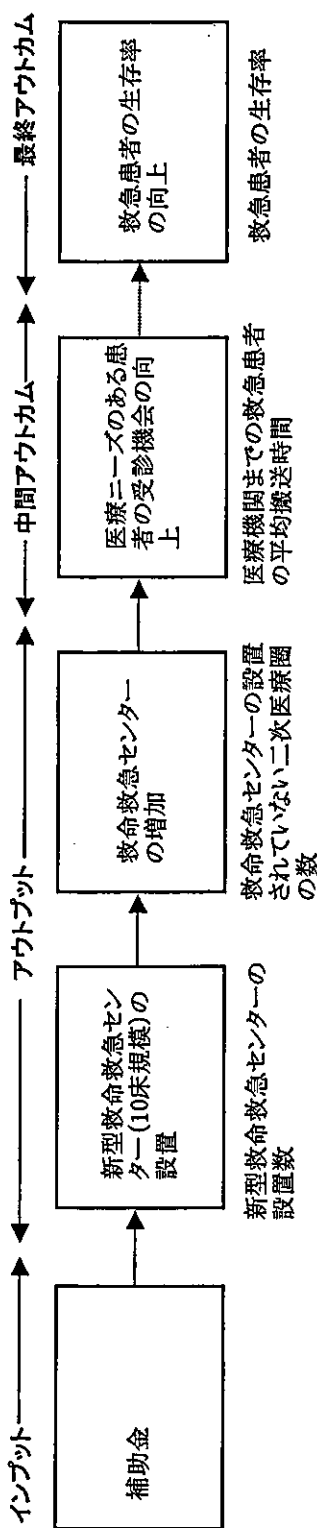 インプット
アウトプット
中間アウトカム
最終アウトカム
補助金
新型救命救急セン
ター(10床規模)の
設置
新型救命救急センターの
設置数
救命救急センター
の増加
救命救急センターの設置
されていない二次医療圏
の数
医療ニーズのある患
者の受診機会の向
上
医療機関までの救急患者
の平均搬送時間
救急患者の生存率
の向上
救急患者の生存率